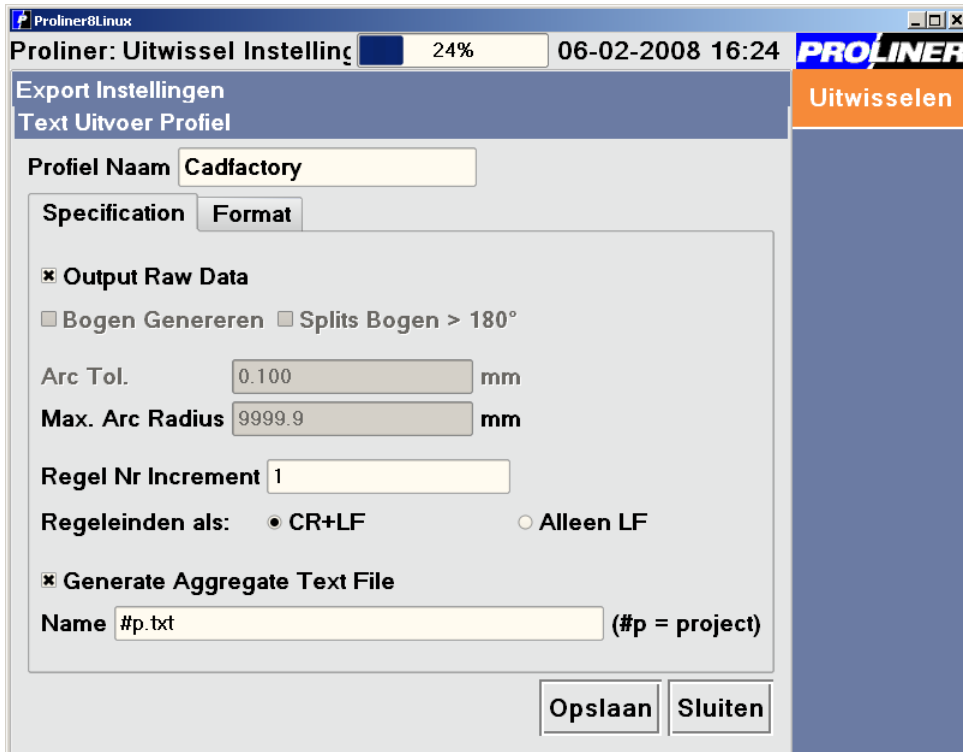 Proliner8Linux
Proliner: Uitwissel Instelling 24% 06-02-2008 16:24 PROLINER
Export Instellingen
Uitwisselen
Text Uitvoer Profiel
Profiel Naam Cadfactory
Specification Format
Output Raw Data
Bogen Genereren Splits Bogen > 180°
Arc Tol. 0.100 mm
Max. Arc Radius 9999.9 mm
Regel Nr Increment 1
Regeleinden als: CR+LF Alleen LF
Generate Aggregate Text File
Name #p.txt (#p = project)
Opslaan Sluiten